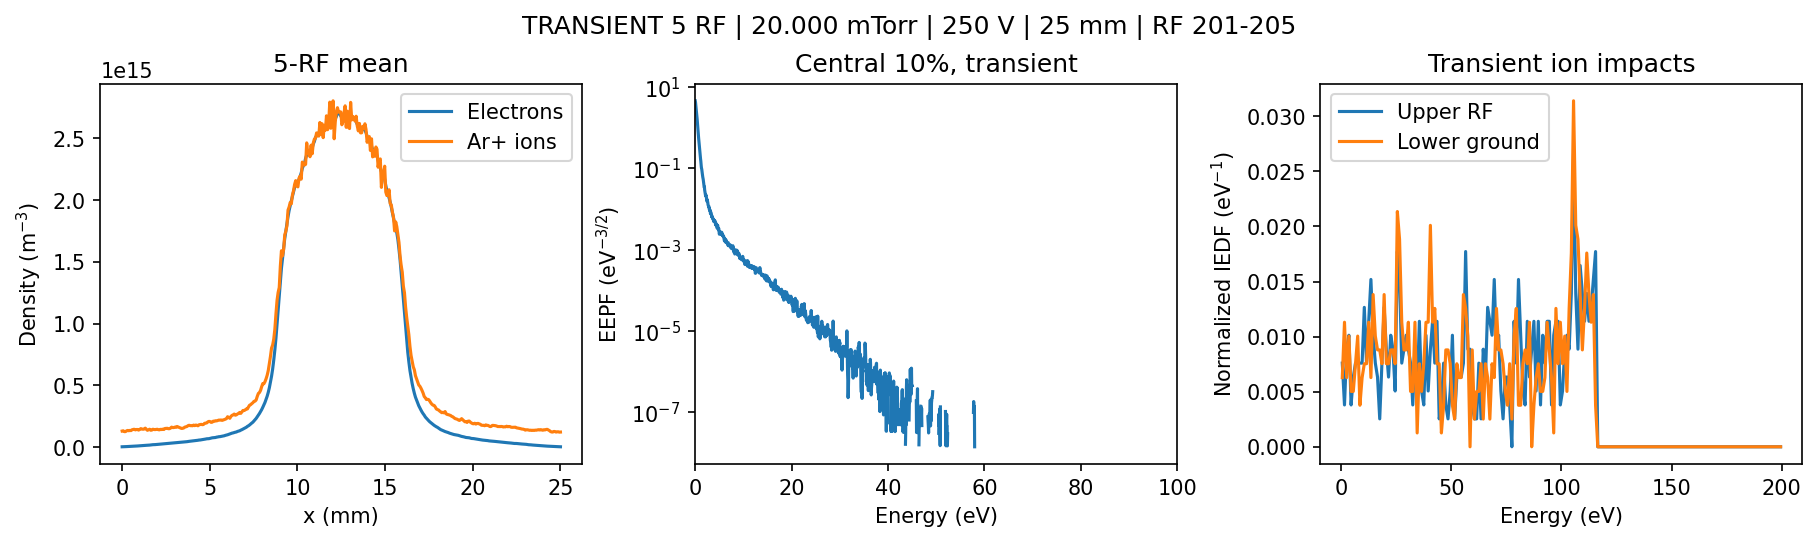 TRANSIENT 5 RF | 20.000 mTorr | 250 V | 25 mm | RF 201-205
5-RF mean
1e15
Density (m⁻³)
2.5
2.0
1.5
1.0
0.5
0.0
Electrons
Ar+ ions
0 5 10 15 20 25
x (mm)
Central 10%, transient
EEPF (eV⁻³/²)
10¹
10⁻¹
10⁻³
10⁻⁵
10⁻⁷
0 20 40 60 80 100
Energy (eV)
Transient ion impacts
Normalized IEDF (eV⁻¹)
0.030
0.025
0.020
0.015
0.010
0.005
0.000
Upper RF
Lower ground
0 50 100 150 200
Energy (eV)